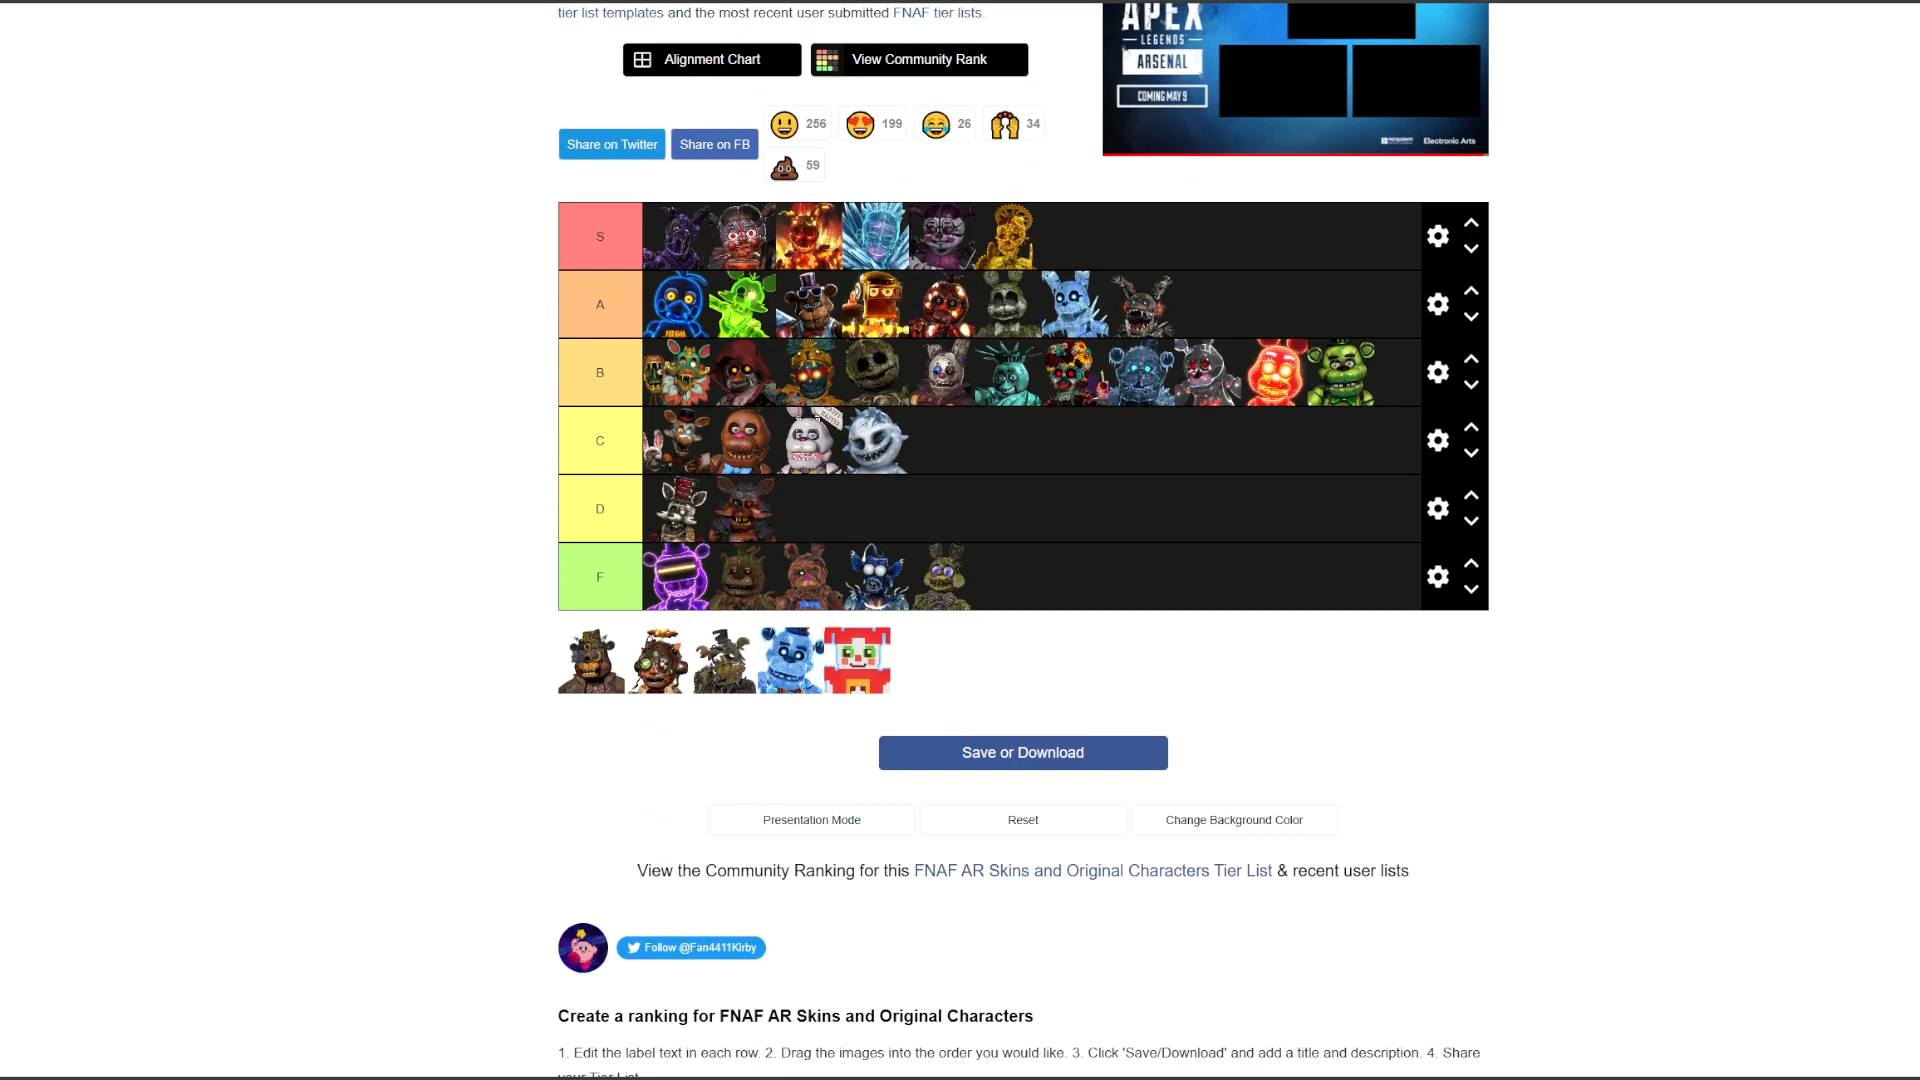 tier list templates and the most recent user submitted FNAF tier lists.
APEX
LEGENDS
ARSENAL
COMING MAY 9
Electronic Arts
Alignment Chart
View Community Rank
Share on Twitter
Share on FB
256
199
26
34
59
S
A
HIGH
B
C
D
F
Save or Download
Presentation Mode
Reset
Change Background Color
View the Community Ranking for this FNAF AR Skins and Original Characters Tier List & recent user lists
Follow @Fan4411Kirby
Create a ranking for FNAF AR Skins and Original Characters
1. Edit the label text in each row. 2. Drag the images into the order you would like. 3. Click 'Save/Download' and add a title and description. 4. Share
your Tier List.